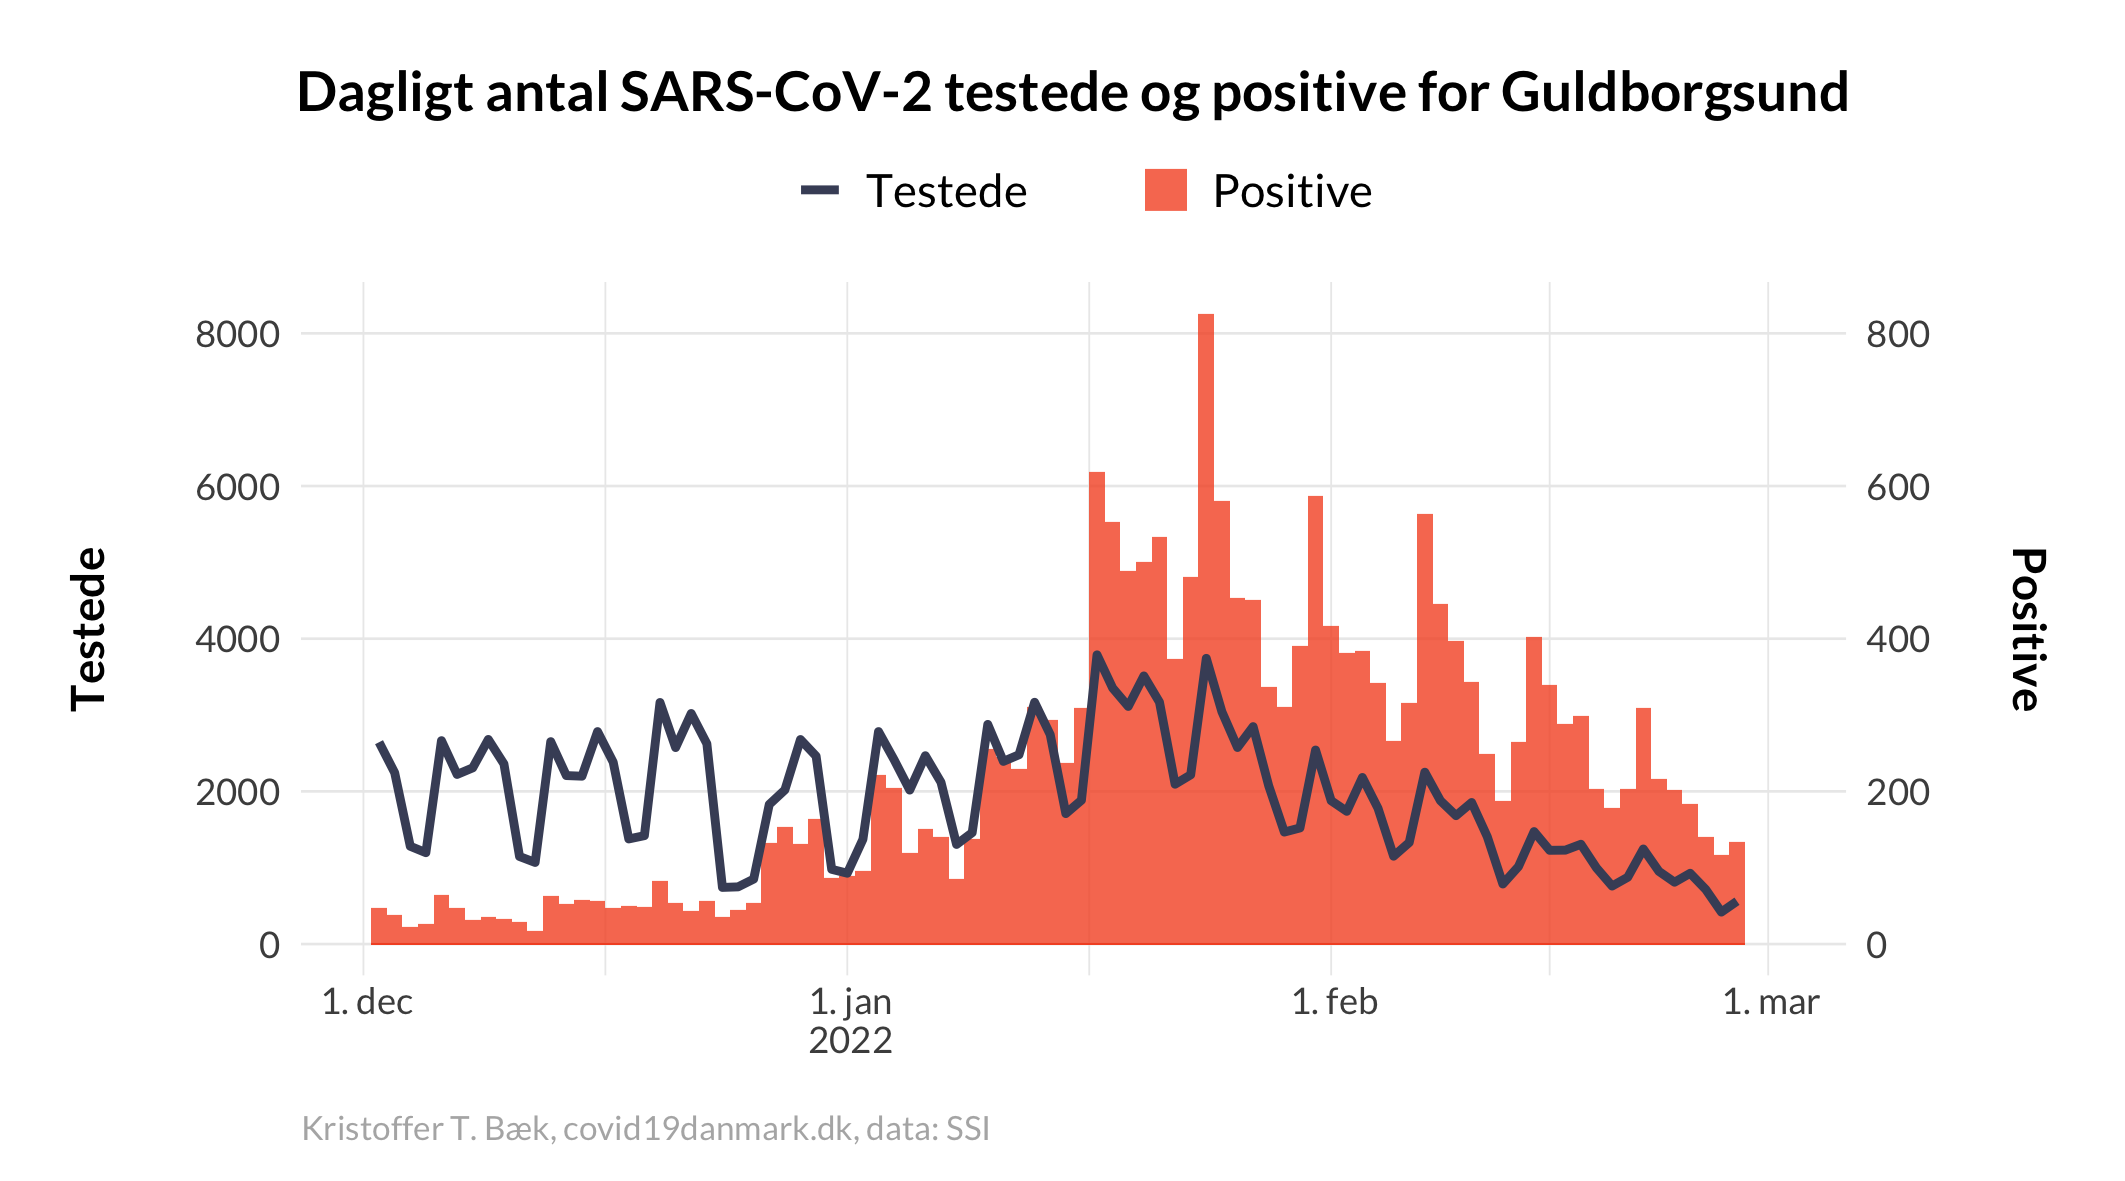 Dagligt antal SARS-CoV-2 testede og positive for Guldborgsund
Testede
Positive
8000
6000
4000
2000
0
Testede
800
600
400
200
0
Positive
1. dec
1. jan
2022
1. feb
1. mar
Kristoffer T. Bæk, covid19danmark.dk, data: SSI